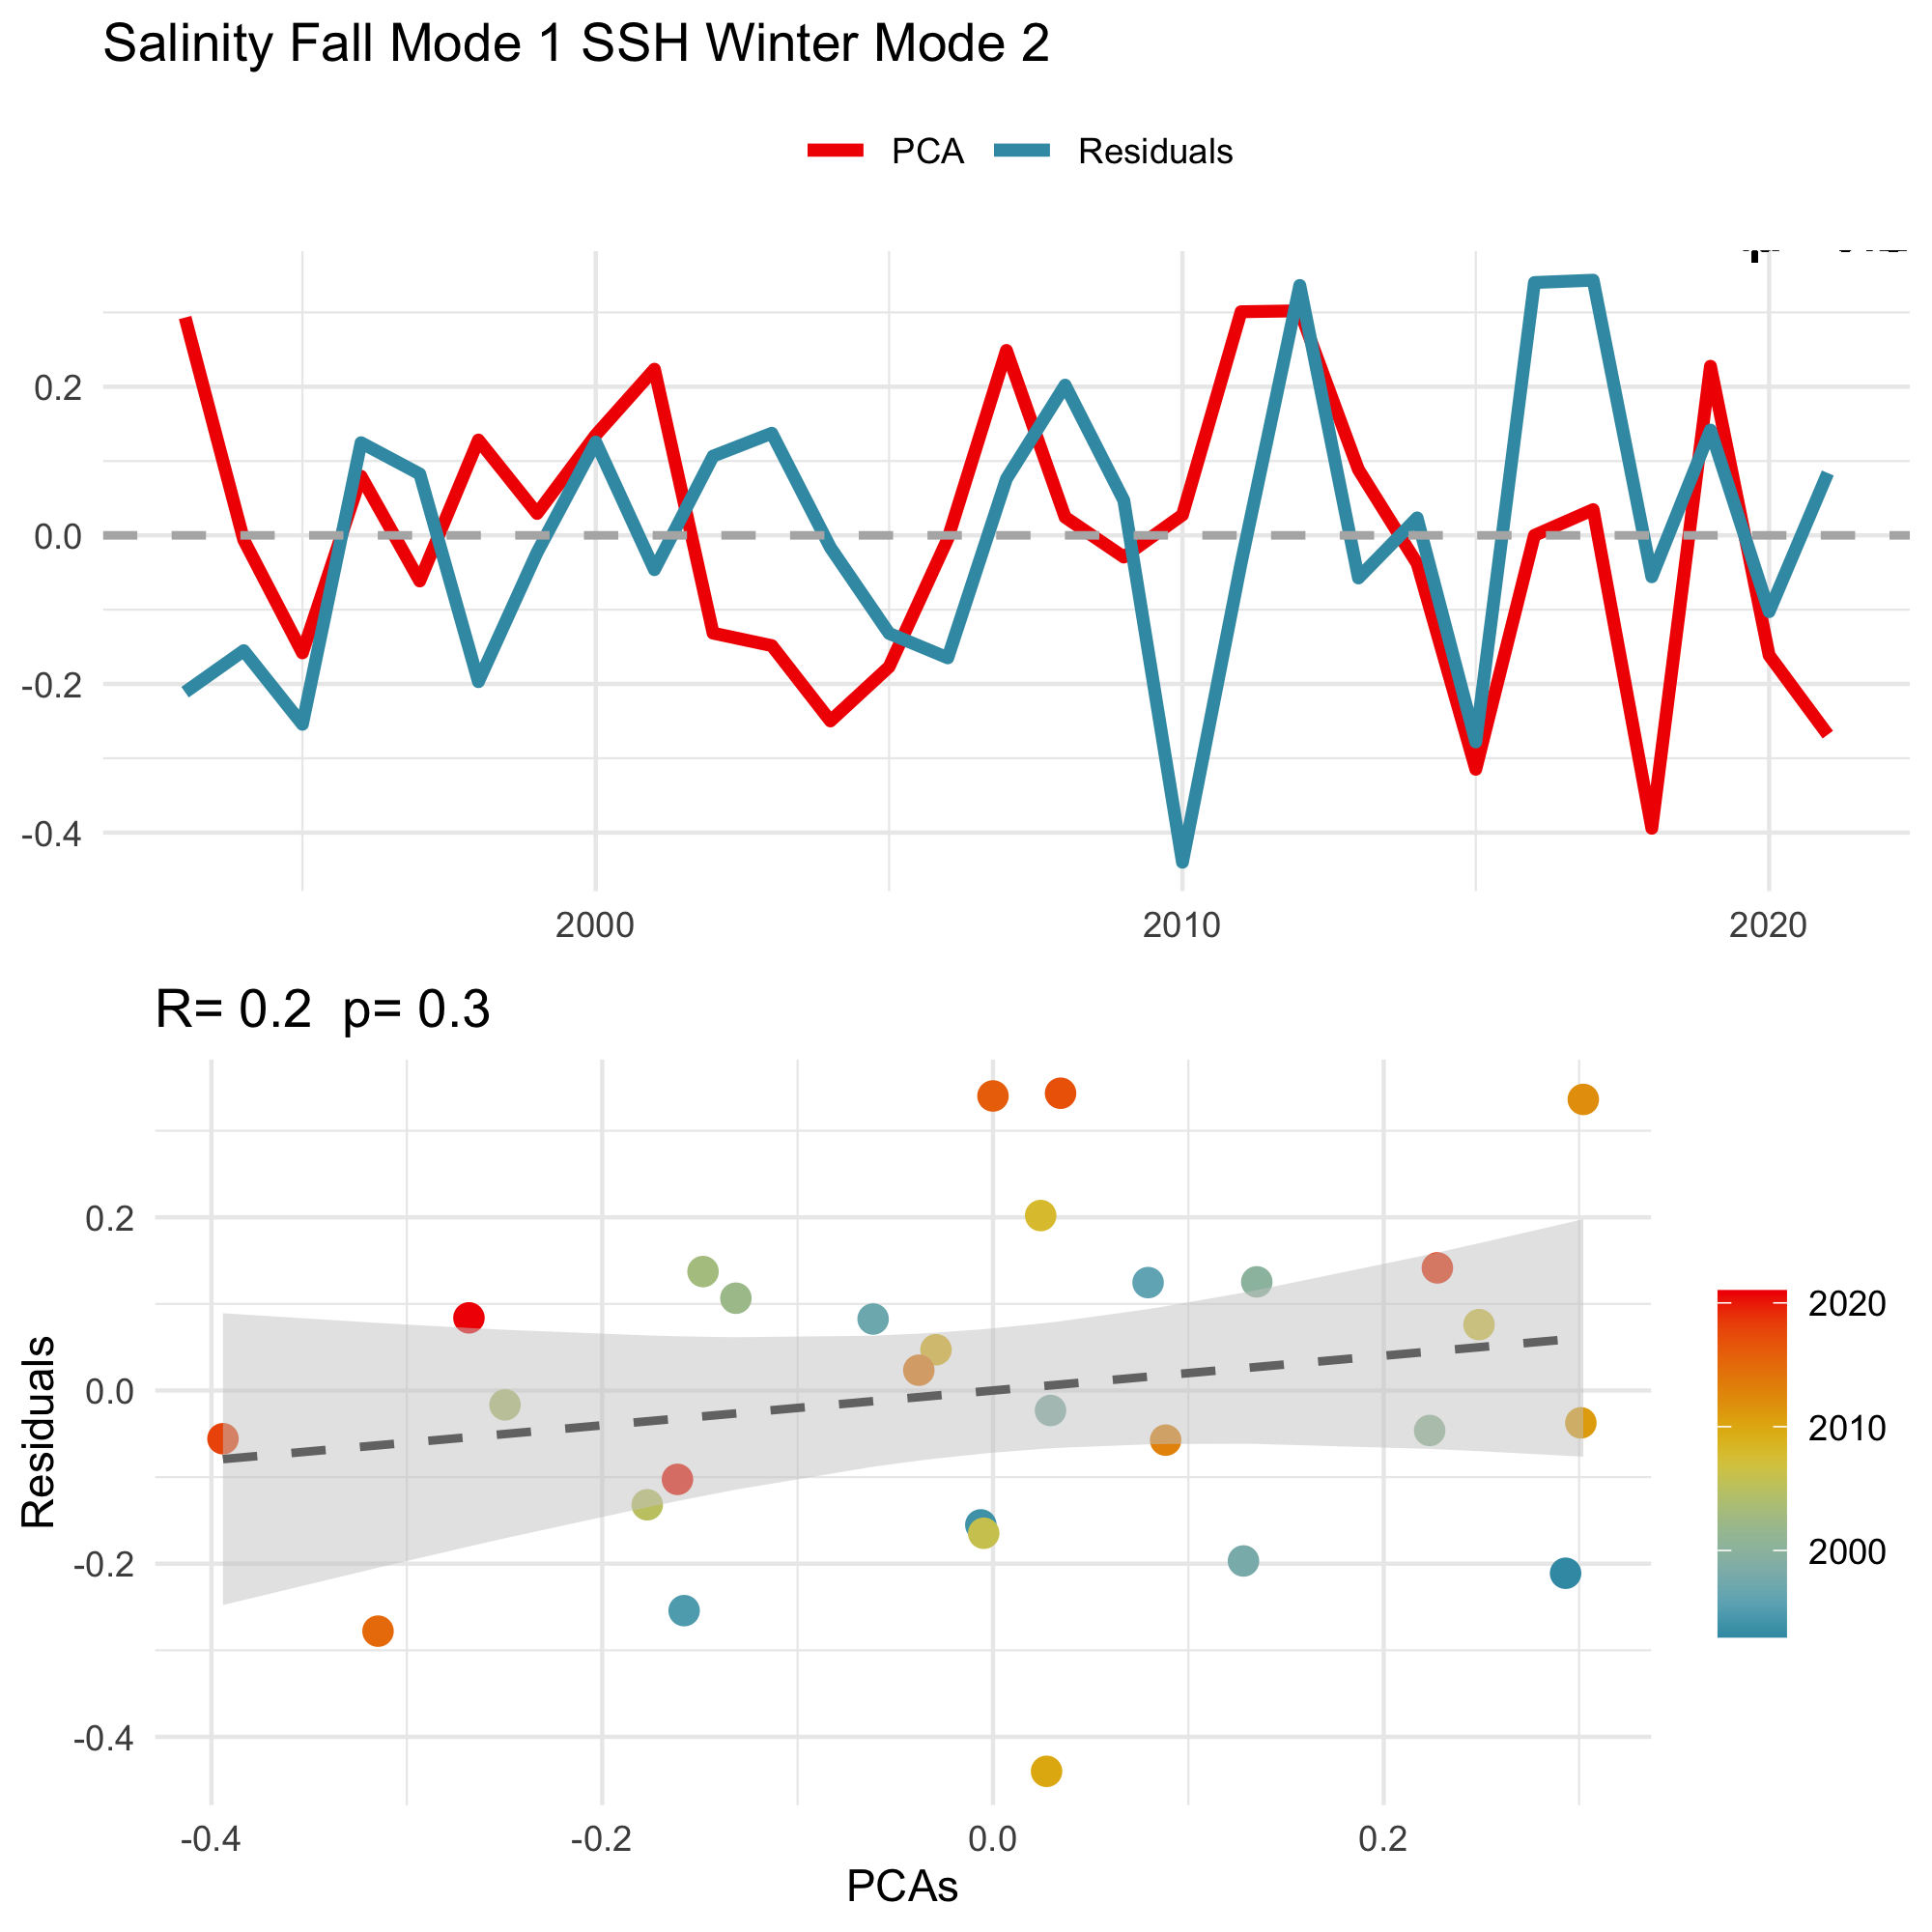 Salinity Fall Mode 1 SSH Winter Mode 2
PCA Residuals
0.2
0.0
-0.2
-0.4
2000 2010 2020
R= 0.2 p= 0.3
Residuals
0.2
0.0
-0.2
-0.4
-0.4 -0.2 0.0 0.2
PCAs
2020
2010
2000